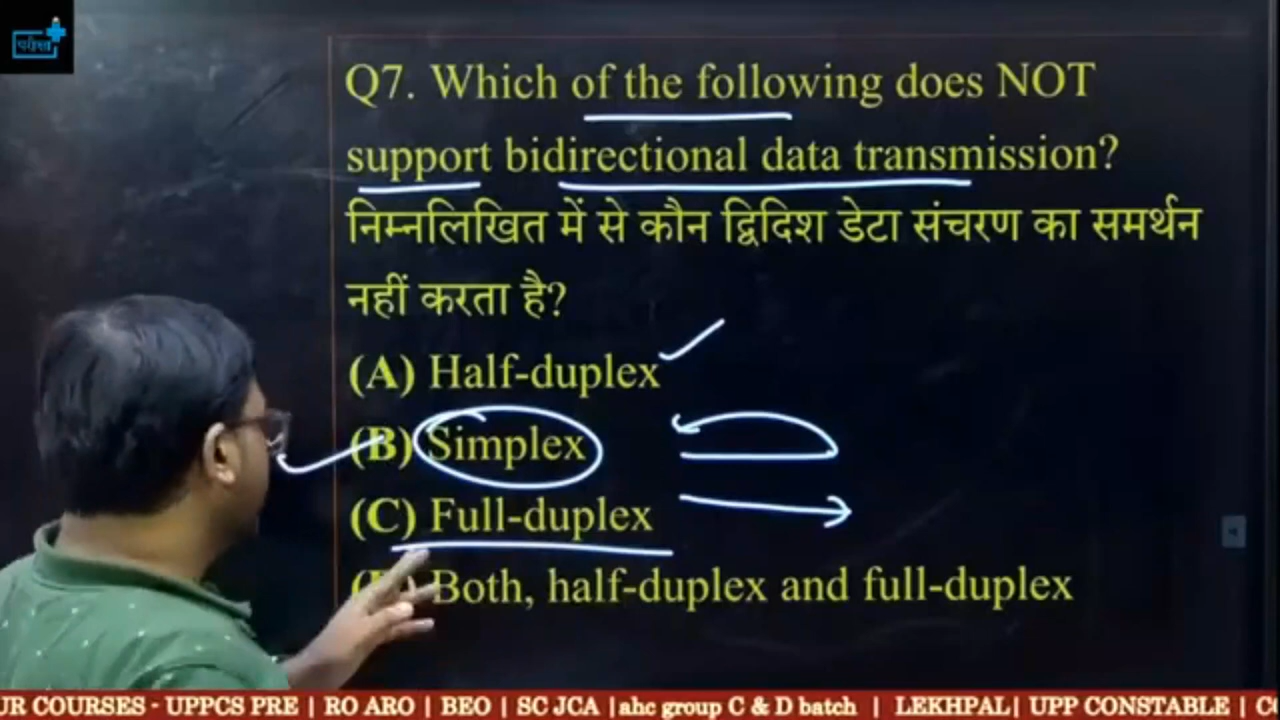 परीक्षा
Q7. Which of the following does NOT
support bidirectional data transmission?
निम्नलिखित में से कौन द्विदिश डेटा संचरण का समर्थन
नहीं करता है?
(A) Half-duplex
(B) Simplex
(C) Full-duplex
Both, half-duplex and full-duplex
UR COURSES - UPPCS PRE | RO ARO | BEO | SC JCA |ahc group C & D batch | LEKHPAL| UPP CONSTABLE |